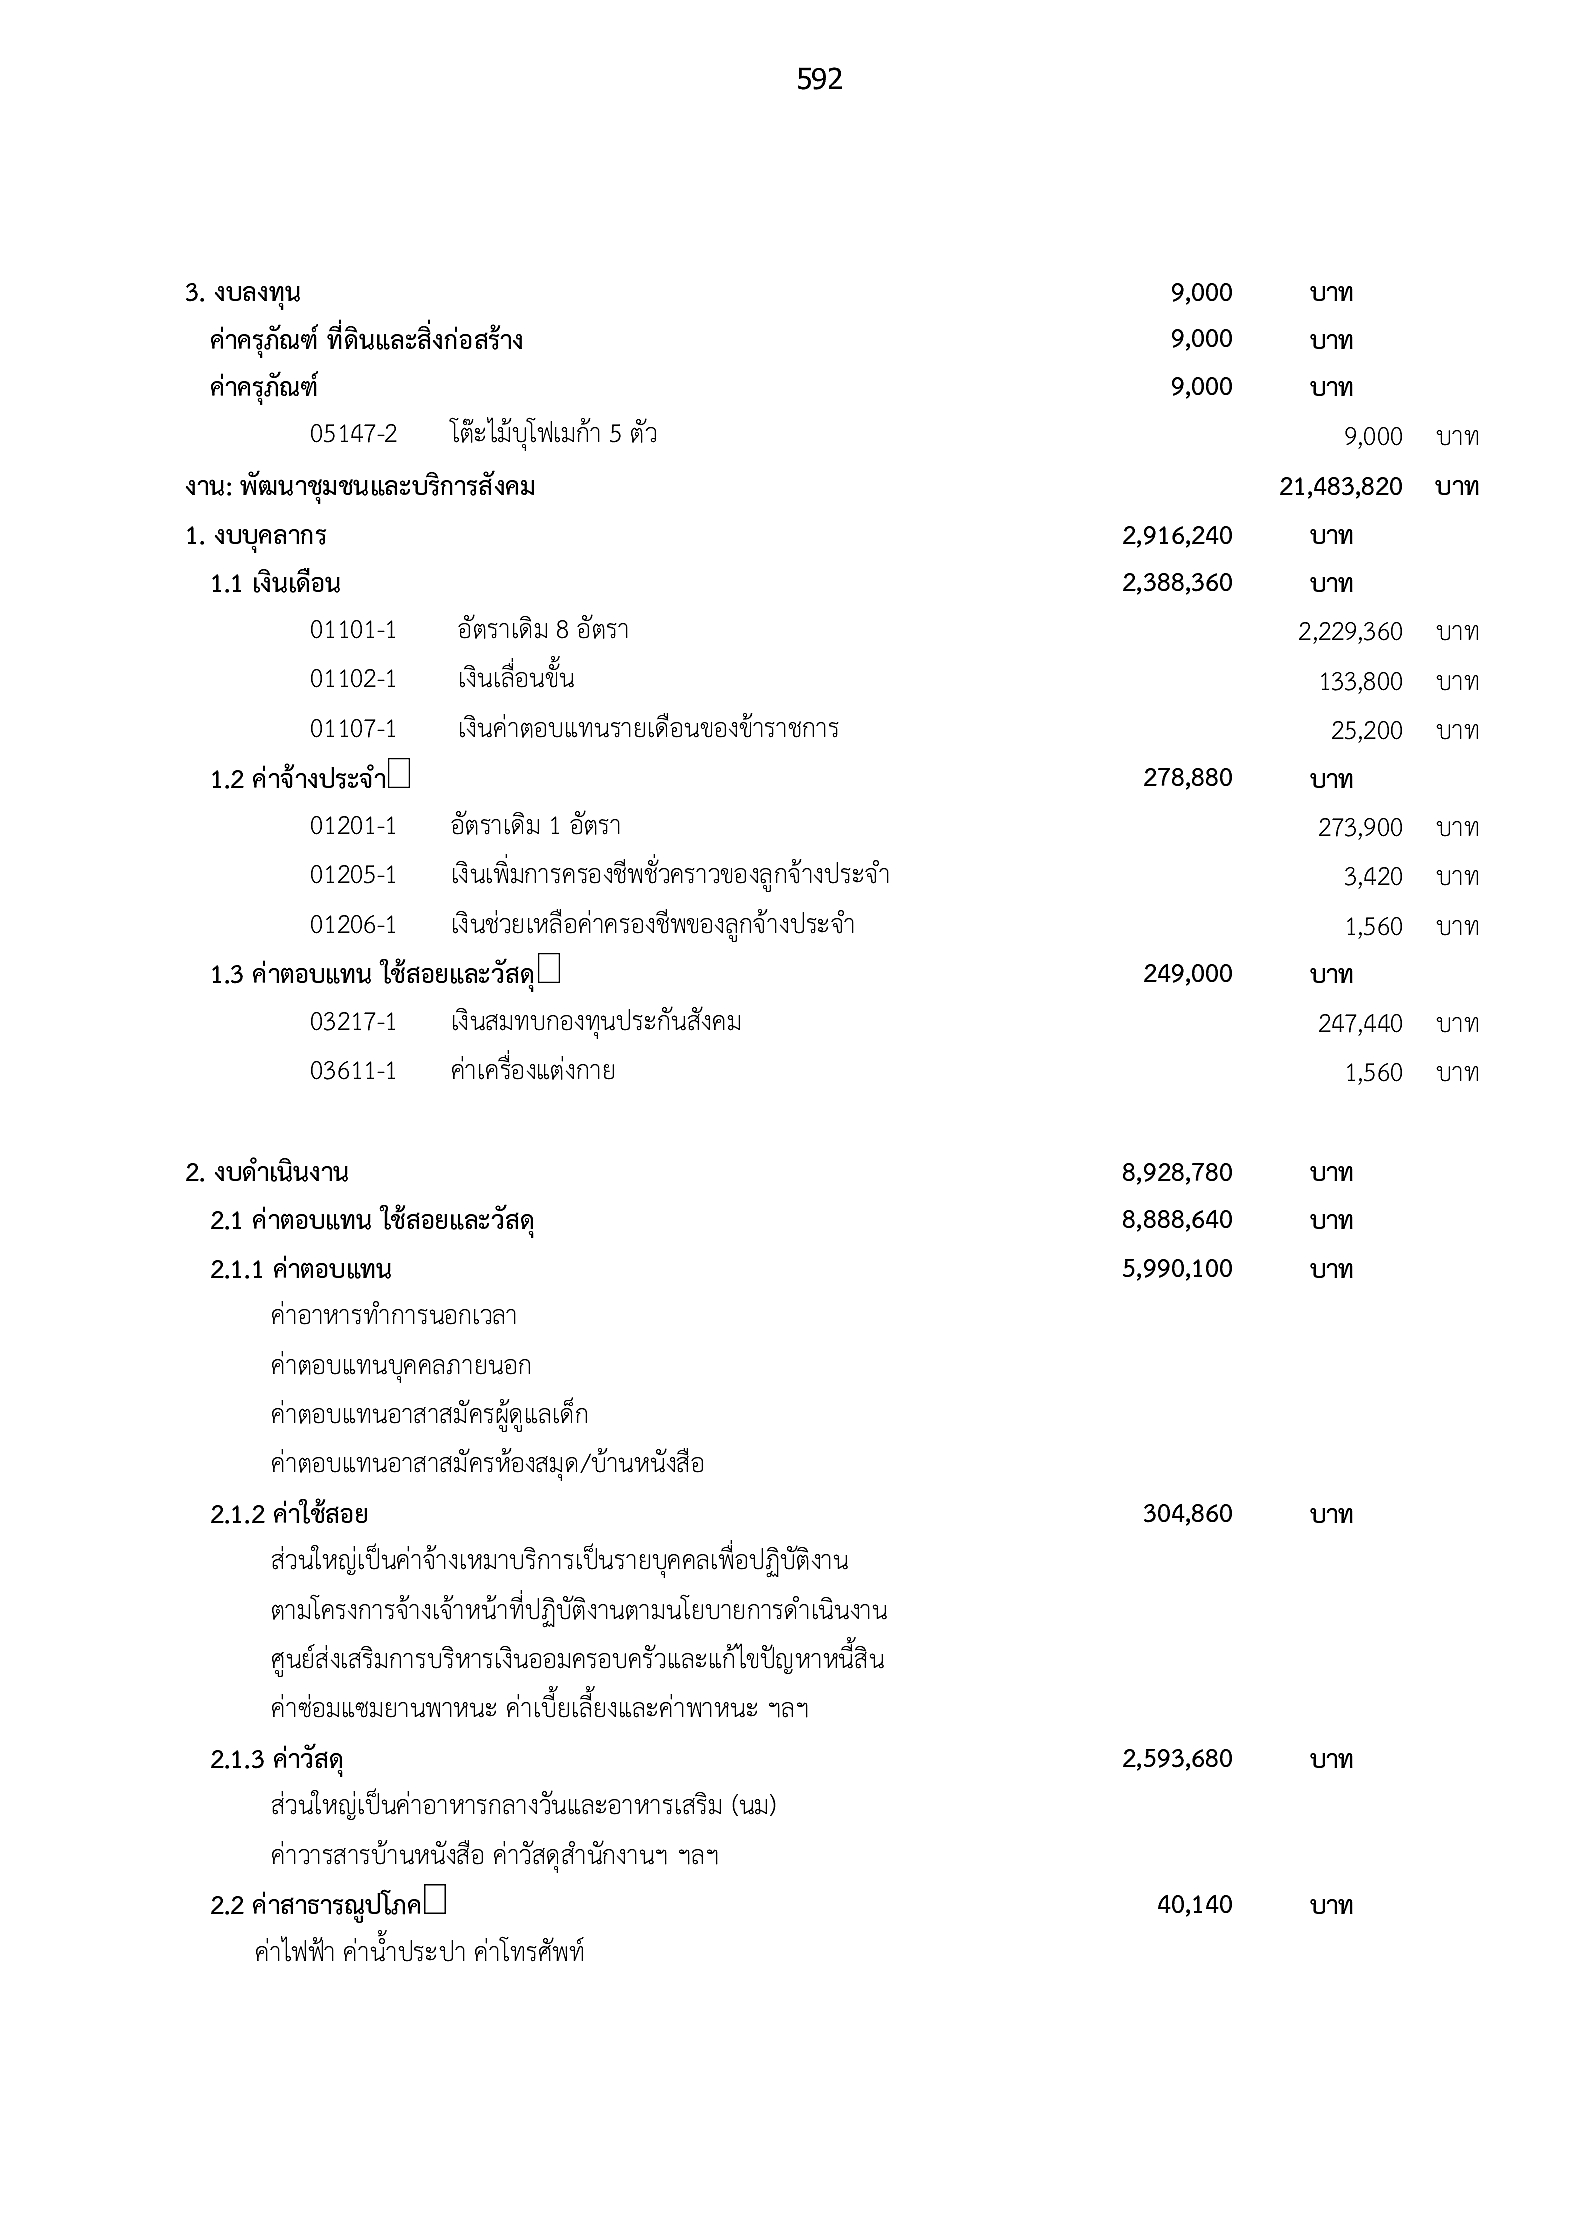 592
3. งบลงทุน 9,000 บาท
ค่าครุภัณฑ์ ที่ดินและสิ่งก่อสร้าง 9,000 บาท
ค่าครุภัณฑ์ 9,000 บาท
05147-2 โต๊ะไม้บุโฟเมก้า 5 ตัว 9,000 บาท
งาน: พัฒนาชุมชนและบริการสังคม 21,483,820 บาท
1. งบบุคลากร 2,916,240 บาท
1.1 เงินเดือน 2,388,360 บาท
01101-1 อัตราเดิม 8 อัตรา 2,229,360 บาท
01102-1 เงินเลื่อนขั้น 133,800 บาท
01107-1 เงินค่าตอบแทนรายเดือนของข้าราชการ 25,200 บาท
1.2 ค่าจ้างประจำ 278,880 บาท
01201-1 อัตราเดิม 1 อัตรา 273,900 บาท
01205-1 เงินเพิ่มการครองชีพชั่วคราวของลูกจ้างประจำ 3,420 บาท
01206-1 เงินช่วยเหลือค่าครองชีพของลูกจ้างประจำ 1,560 บาท
1.3 ค่าตอบแทน ใช้สอยและวัสดุ 249,000 บาท
03217-1 เงินสมทบกองทุนประกันสังคม 247,440 บาท
03611-1 ค่าเครื่องแต่งกาย 1,560 บาท
2. งบดำเนินงาน 8,928,780 บาท
2.1 ค่าตอบแทน ใช้สอยและวัสดุ 8,888,640 บาท
2.1.1 ค่าตอบแทน 5,990,100 บาท
ค่าอาหารทำการนอกเวลา
ค่าตอบแทนบุคคลภายนอก
ค่าตอบแทนอาสาสมัครผู้ดูแลเด็ก
ค่าตอบแทนอาสาสมัครห้องสมุด/บ้านหนังสือ
2.1.2 ค่าใช้สอย 304,860 บาท
ส่วนใหญ่เป็นค่าจ้างเหมาบริการเป็นรายบุคคลเพื่อปฏิบัติงาน
ตามโครงการจ้างเจ้าหน้าที่ปฏิบัติงานตามนโยบายการดำเนินงาน
ศูนย์ส่งเสริมการบริหารเงินออมครอบครัวและแก้ไขปัญหาหนี้สิน
ค่าซ่อมแซมยานพาหนะ ค่าเบี้ยเลี้ยงและค่าพาหนะ ฯลฯ
2.1.3 ค่าวัสดุ 2,593,680 บาท
ส่วนใหญ่เป็นค่าอาหารกลางวันและอาหารเสริม (นม)
ค่าวารสารบ้านหนังสือ ค่าวัสดุสำนักงานฯ ฯลฯ
2.2 ค่าสาธารณูปโภค 40,140 บาท
ค่าไฟฟ้า ค่าน้ำประปา ค่าโทรศัพท์